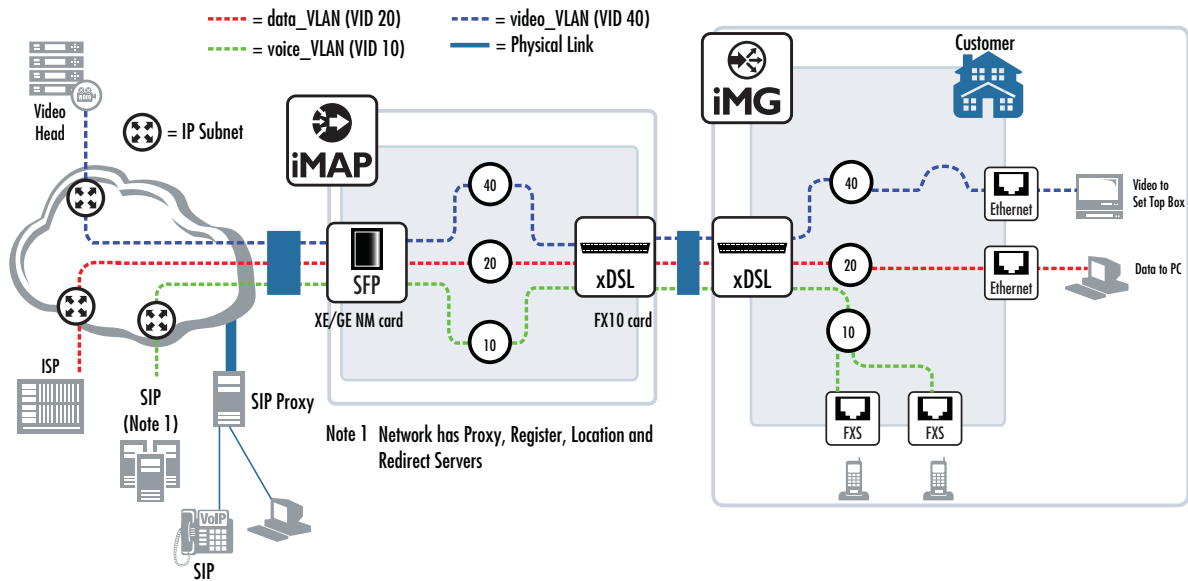 = data_VLAN (VID 20)
= video_VLAN (VID 40)
= voice_VLAN (VID 10)
= Physical Link
Video
Head
= IP Subnet
iMAP
iMG
Customer
40
20
10
SFP
XE/GE NM card
xDSL
FX10 card
xDSL
40
20
10
Ethernet
Video to
Set Top Box
Ethernet
Data to PC
FXS
FXS
ISP
SIP
(Note 1)
SIP Proxy
Note 1 Network has Proxy, Register, Location and
Redirect Servers
VoIP
SIP